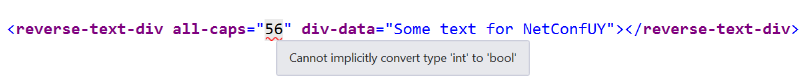 <reverse-text-div all-caps="56" div-data="Some text for NetConfUY"></reverse-text-div>
Cannot implicitly convert type 'int' to 'bool'